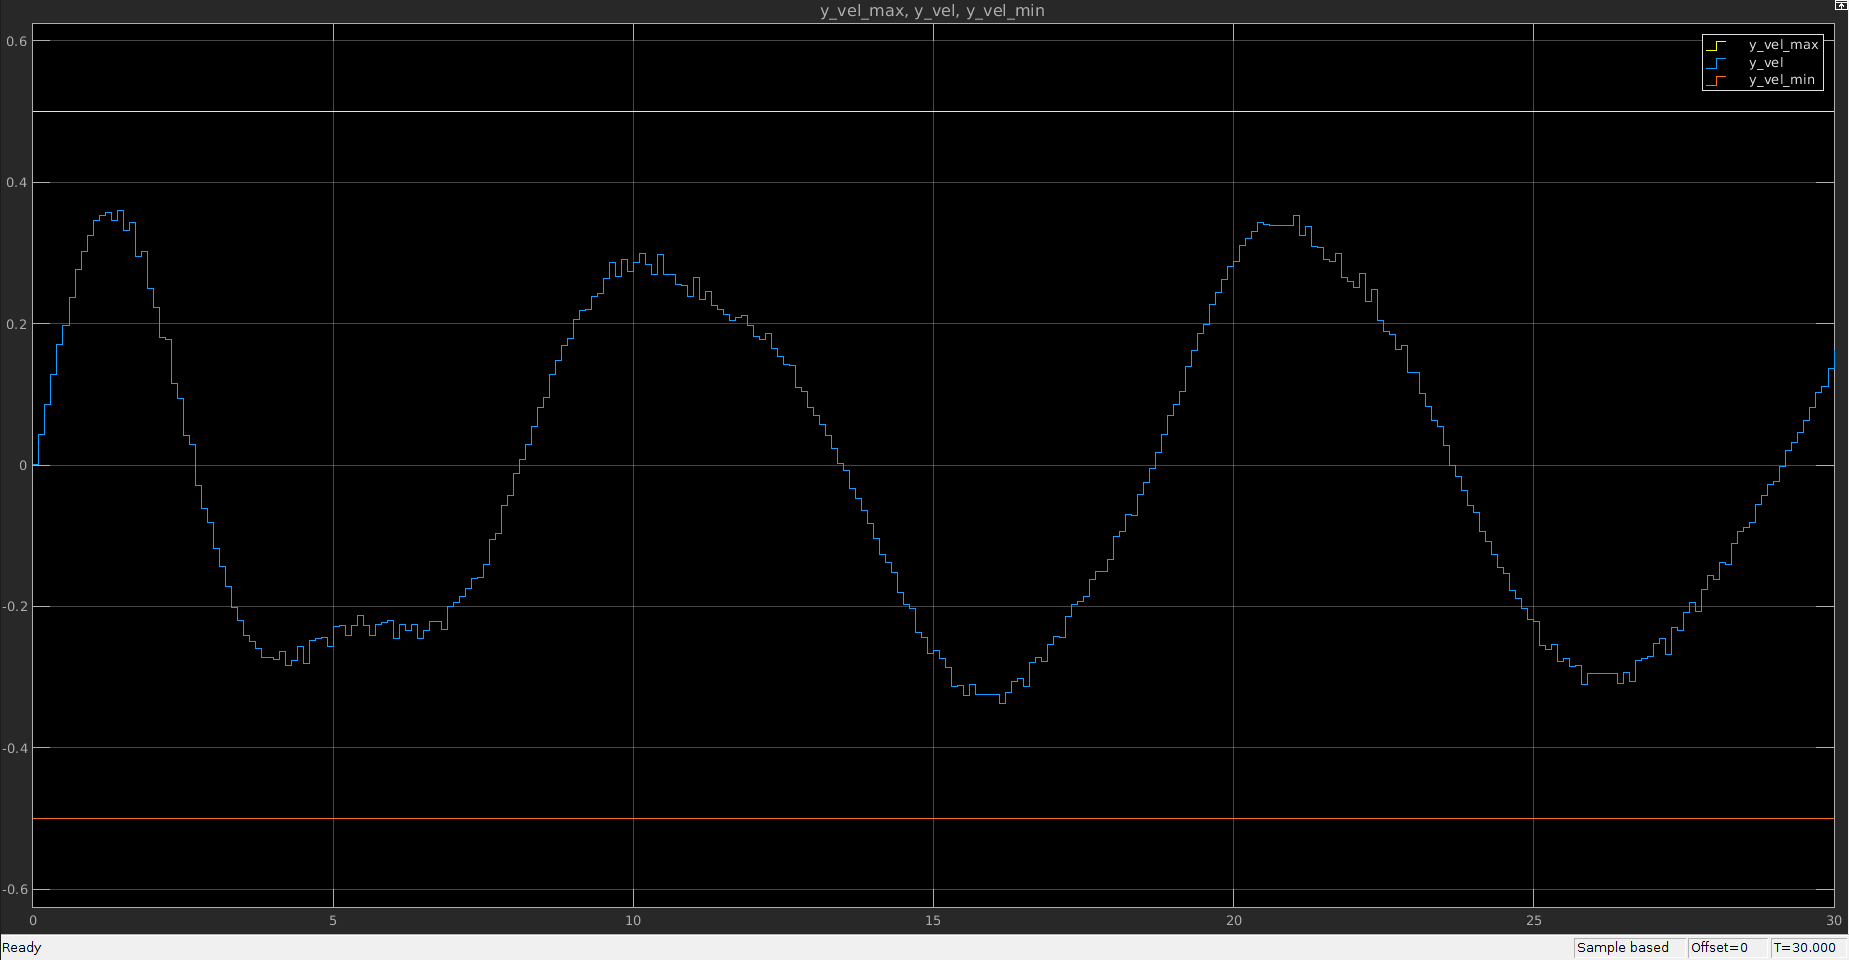 y_vel_max, y_vel, y_vel_min
0.6
0.4
0.2
0
-0.2
-0.4
-0.6
y_vel_max
y_vel
y_vel_min
0 5 10 15 20 25 30
Ready Sample based Offset=0 T=30.000